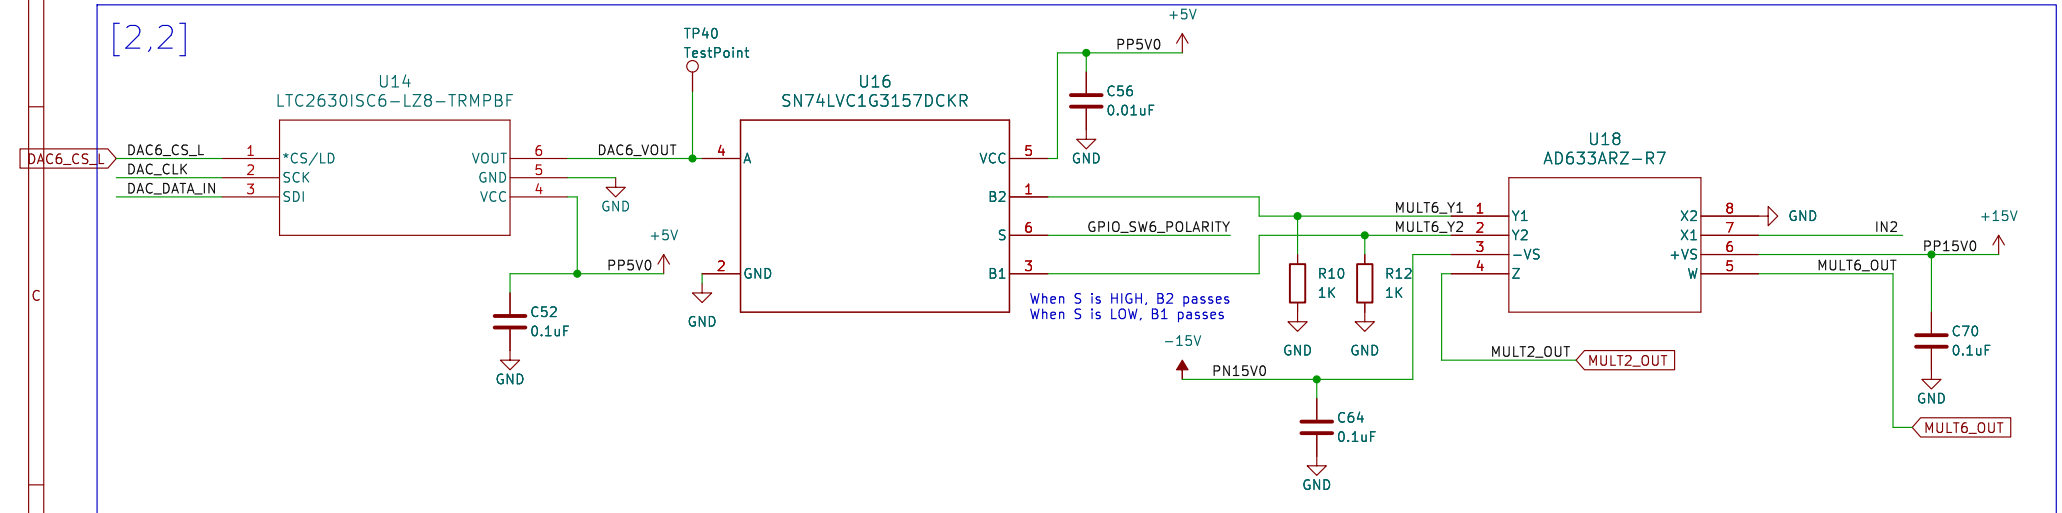 [2,2]
C
DAC6_CS_L
DAC6_CS_L
DAC_CLK
DAC_DATA_IN
1
2
3
U14
LTC2630ISC6-LZ8-TRMPBF
*CS/LD
SCK
SDI
VOUT
GND
VCC
6
5
4
GND
DAC6_VOUT
TP40
TestPoint
+5V
PP5V0
C52
0.1uF
GND
U16
SN74LVC1G3157DCKR
4
A
2
GND
GND
VCC
5
B2
1
S
6
B1
3
+5V
PP5V0
C56
0.01uF
GND
GPIO_SW6_POLARITY
When S is HIGH, B2 passes
When S is LOW, B1 passes
-15V
PN15V0
C64
0.1uF
GND
R10
1K
GND
R12
1K
GND
MULT6_Y1
MULT6_Y2
1
2
3
4
U18
AD633ARZ-R7
Y1
Y2
-VS
Z
X2
X1
+VS
W
8
7
6
5
GND
IN2
+15V
PP15V0
MULT6_OUT
C70
0.1uF
GND
MULT2_OUT
MULT2_OUT
MULT6_OUT